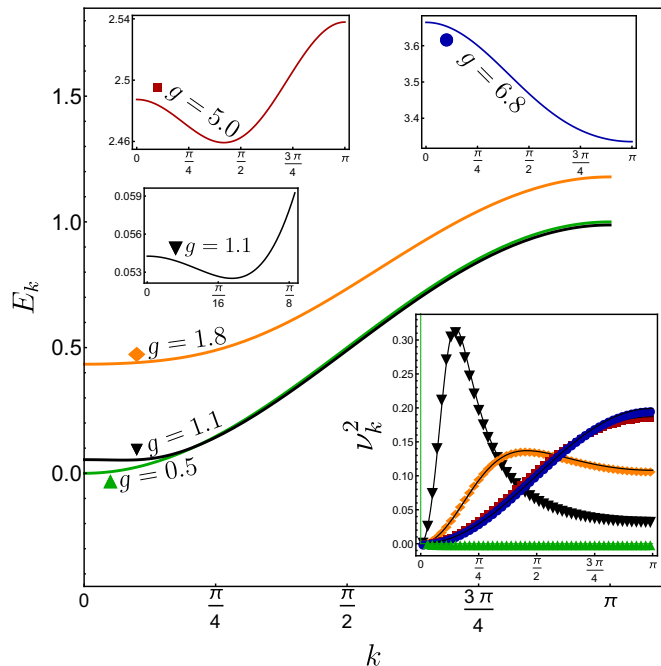 2.54
2.50
2.46
g = 5.0
0
π/4
π/2
3π/4
π
3.6
3.5
3.4
g = 6.8
0
π/4
π/2
3π/4
π
0.059
0.056
0.053
g = 1.1
0
π/16
π/8
E_k
1.5
1.0
0.5
0.0
g = 1.8
g = 1.1
g = 0.5
0
π/4
π/2
3π/4
π
k
ν_k^2
0.30
0.25
0.20
0.15
0.10
0.05
0.00
0
π/4
π/2
3π/4
π